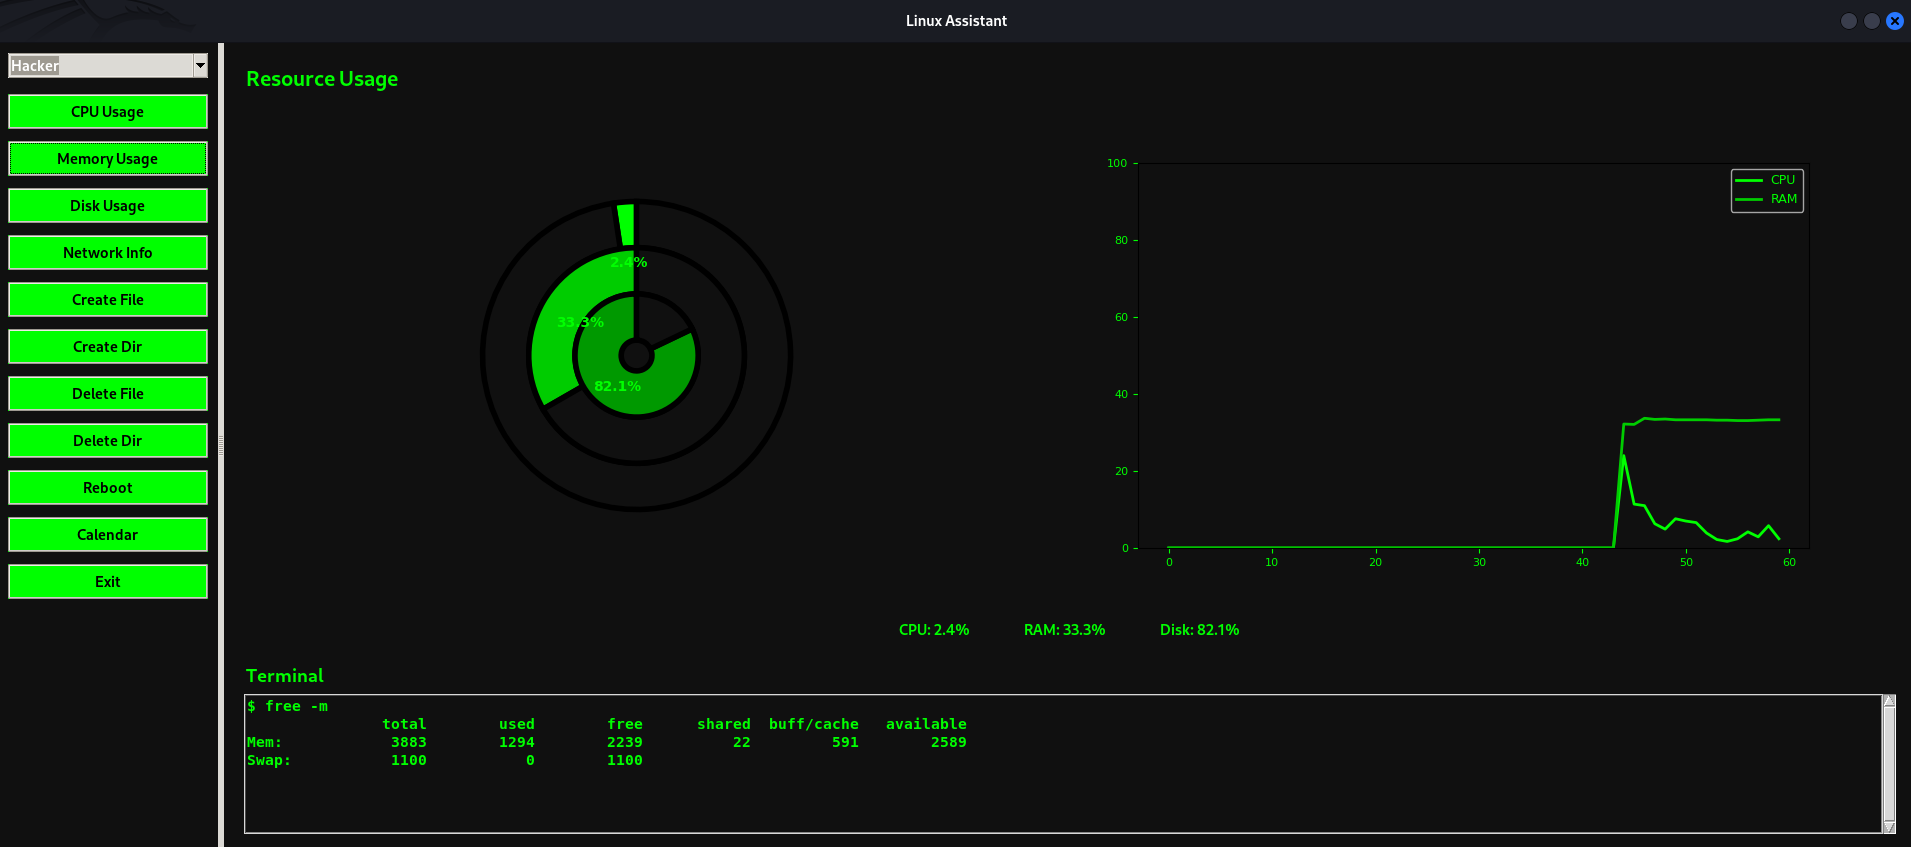 Linux Assistant
Hacker
CPU Usage
Memory Usage
Disk Usage
Network Info
Create File
Create Dir
Delete File
Delete Dir
Reboot
Calendar
Exit
Resource Usage
2.4%
33.3%
82.1%
100
80
60
40
20
0
0 10 20 30 40 50 60
CPU
RAM
CPU: 2.4% RAM: 33.3% Disk: 82.1%
Terminal
$ free -m
               total        used        free      shared  buff/cache   available
Mem:            3883        1294        2239          22         591        2589
Swap:           1100           0        1100